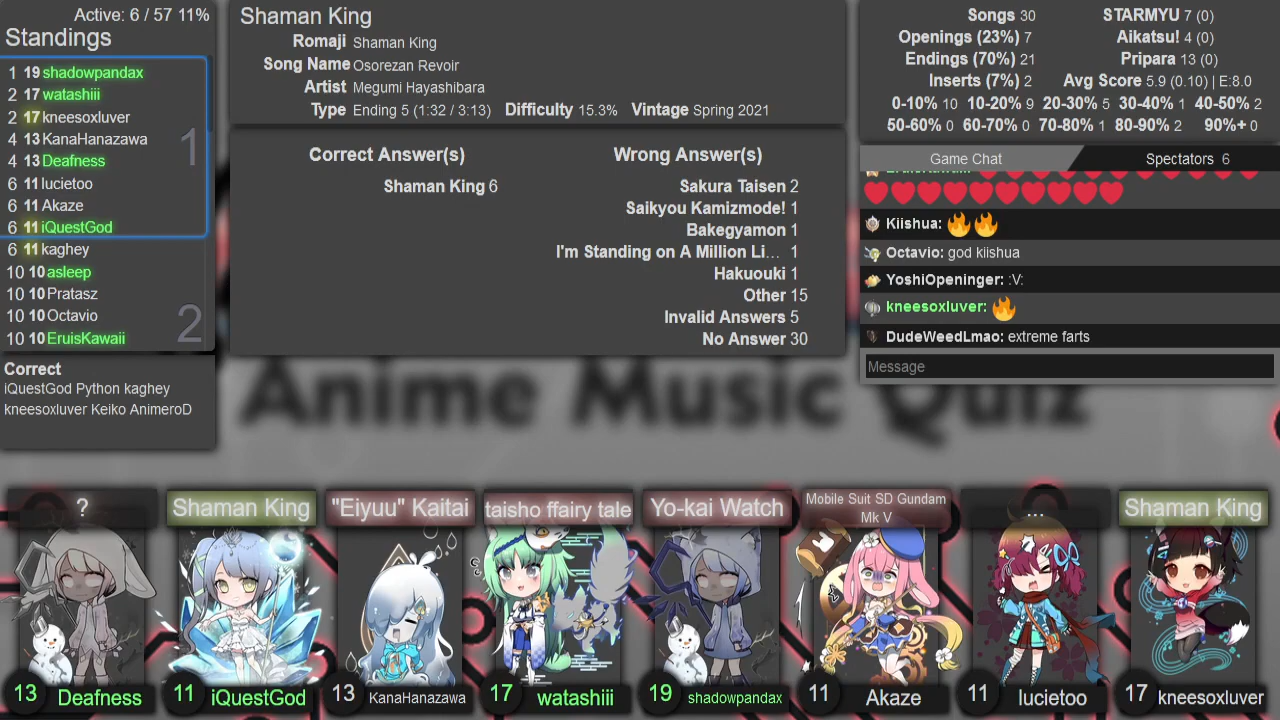 Active: 6 / 57 11%
Standings
1 19 shadowpandax
2 17 watashiii
2 17 kneesoxluver
4 13 KanaHanazawa
4 13 Deafness
6 11 lucietoo
6 11 Akaze
6 11 iQuestGod
6 11 kaghey
10 10 asleep
10 10 Pratasz
10 10 Octavio
10 10 EruisKawaii
1
2
Correct
iQuestGod Python kaghey
kneesoxluver Keiko AnimeroD
Shaman King
Romaji Shaman King
Song Name Osorezan Revoir
Artist Megumi Hayashibara
Type Ending 5 (1:32 / 3:13) Difficulty 15.3% Vintage Spring 2021
Correct Answer(s)
Shaman King 6
Wrong Answer(s)
Sakura Taisen 2
Saikyou Kamizmode! 1
Bakegyamon 1
I'm Standing on A Million Li... 1
Hakuouki 1
Other 15
Invalid Answers 5
No Answer 30
Songs 30 STARMYU 7 (0)
Openings (23%) 7 Aikatsu! 4 (0)
Endings (70%) 21 Pripara 13 (0)
Inserts (7%) 2 Avg Score 5.9 (0.10) | E:8.0
0-10% 10 10-20% 9 20-30% 5 30-40% 1 40-50% 2
50-60% 0 60-70% 0 70-80% 1 80-90% 2 90%+ 0
Game Chat Spectators 6
Kiishua: 🔥🔥
Octavio: god kiishua
YoshiOpeninger: :V:
kneesoxluver: 🔥
DudeWeedLmao: extreme farts
Message
Anime Music Quiz
? Shaman King "Eiyuu" Kaitai taisho ffairy tale Yo-kai Watch Mobile Suit SD Gundam ... Shaman King
Mk V
13 Deafness 11 iQuestGod 13 KanaHanazawa 17 watashiii 19 shadowpandax 11 Akaze 11 lucietoo 17 kneesoxluver